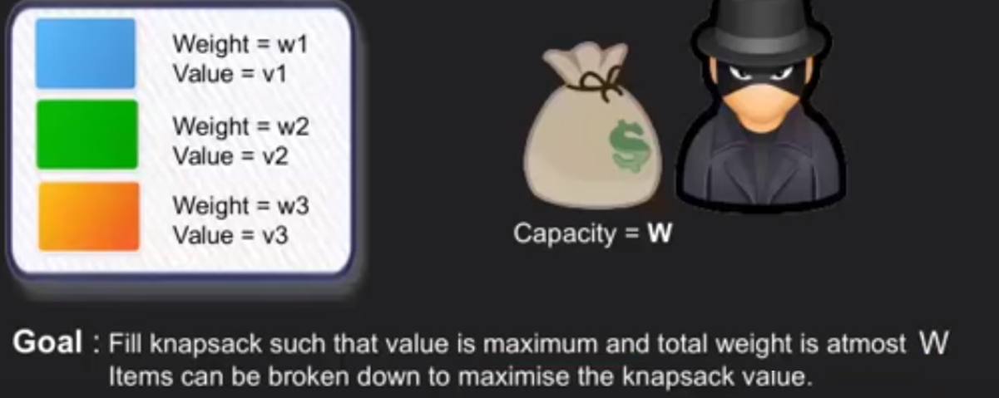 Weight = w1
Value = v1
Weight = w2
Value = v2
Weight = w3
Value = v3
$
Capacity = W
Goal : Fill knapsack such that value is maximum and total weight is atmost W
Items can be broken down to maximise the knapsack value.